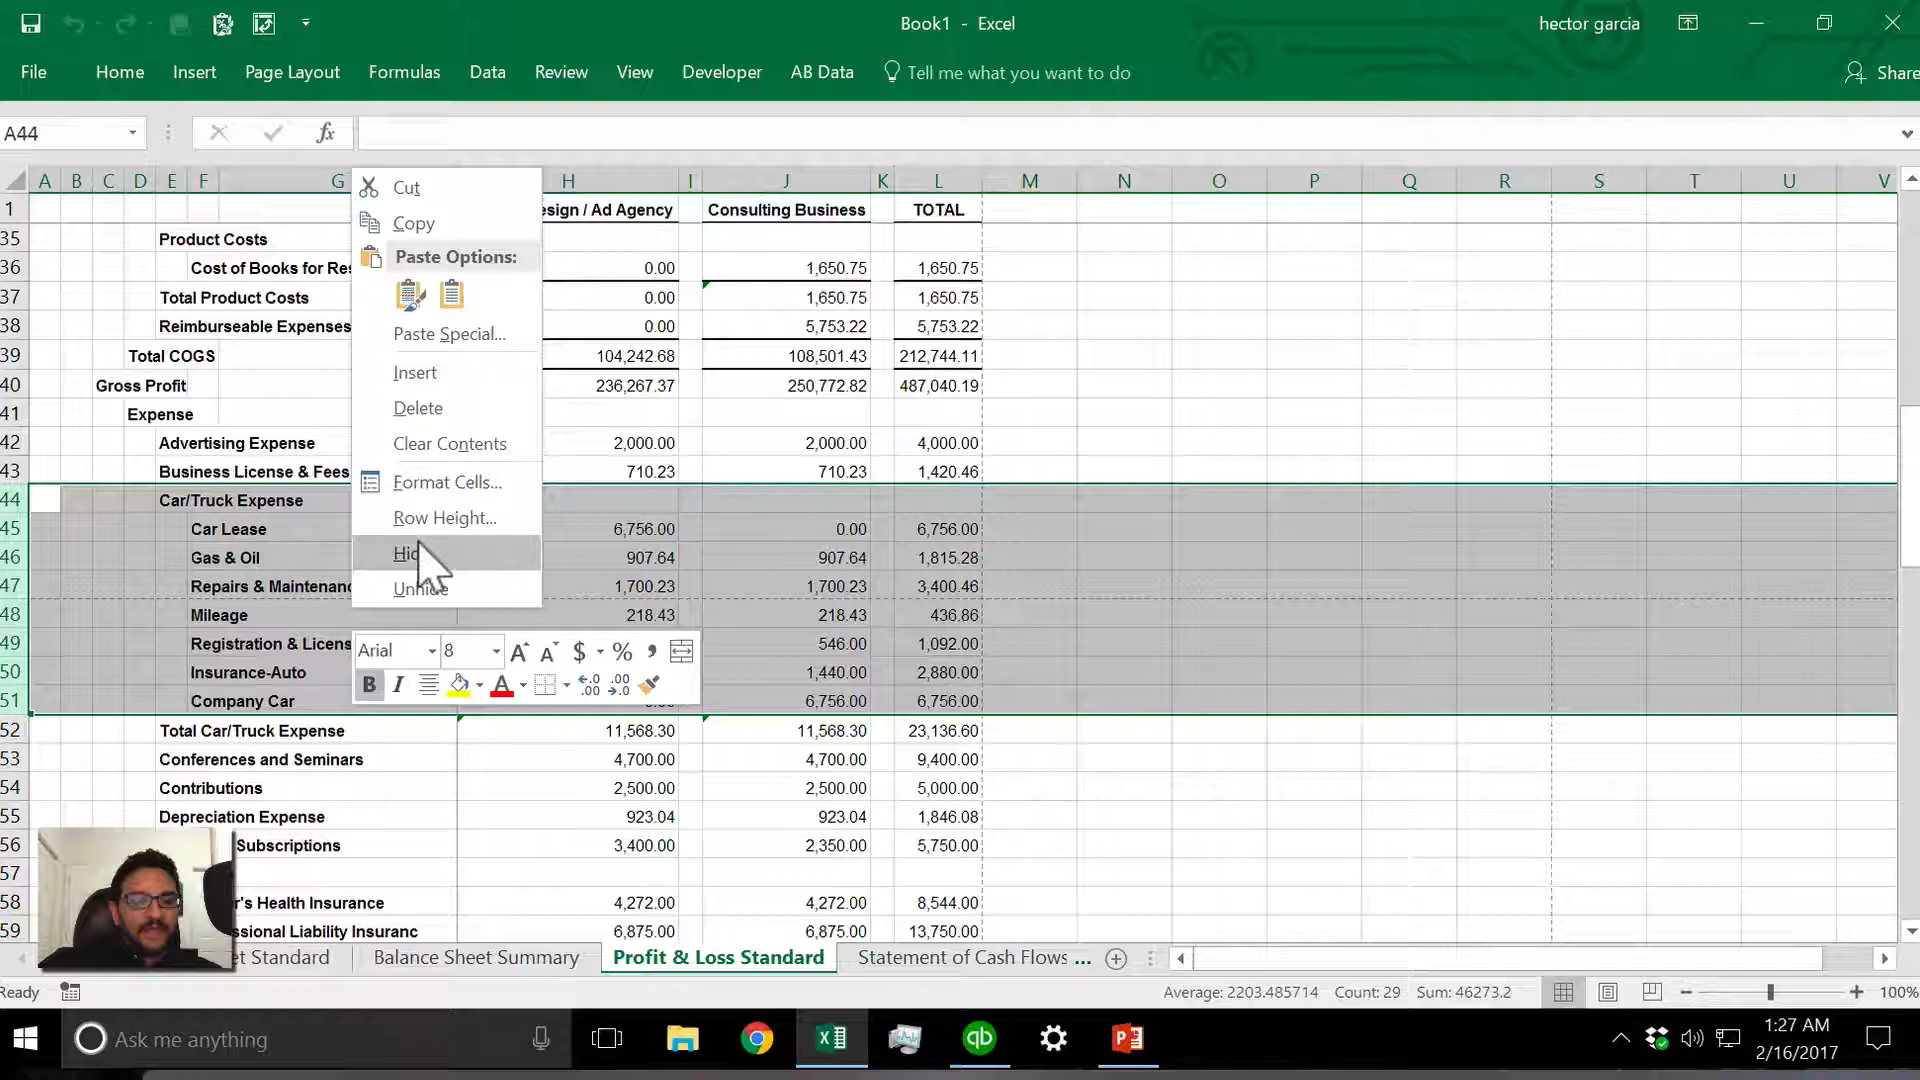 Book1 - Excel
hector garcia
File Home Insert Page Layout Formulas Data Review View Developer AB Data Tell me what you want to do Share
A44 fx
A B C D E F G H I J K L M N O P Q R S T U V
1 esign / Ad Agency Consulting Business TOTAL
35 Product Costs
36 Cost of Books for Res 0.00 1,650.75 1,650.75
37 Total Product Costs 0.00 1,650.75 1,650.75
38 Reimburseable Expenses 0.00 5,753.22 5,753.22
39 Total COGS 104,242.68 108,501.43 212,744.11
40 Gross Profit 236,267.37 250,772.82 487,040.19
41 Expense
42 Advertising Expense 2,000.00 2,000.00 4,000.00
43 Business License & Fees 710.23 710.23 1,420.46
44 Car/Truck Expense
45 Car Lease 6,756.00 0.00 6,756.00
46 Gas & Oil 907.64 907.64 1,815.28
47 Repairs & Maintenanc 1,700.23 1,700.23 3,400.46
48 Mileage 218.43 218.43 436.86
49 Registration & Licens 546.00 1,092.00
50 Insurance-Auto 1,440.00 2,880.00
51 Company Car 6,756.00 6,756.00
52 Total Car/Truck Expense 11,568.30 11,568.30 23,136.60
53 Conferences and Seminars 4,700.00 4,700.00 9,400.00
54 Contributions 2,500.00 2,500.00 5,000.00
55 Depreciation Expense 923.04 923.04 1,846.08
56 Subscriptions 3,400.00 2,350.00 5,750.00
57
58 r's Health Insurance 4,272.00 4,272.00 8,544.00
59 ssional Liability Insuranc 6,875.00 6,875.00 13,750.00
Cut
Copy
Paste Options:
Paste Special...
Insert
Delete
Clear Contents
Format Cells...
Row Height...
Hid
Unhide
Arial 8 A A $ % ,
B I A .00 .00
et Standard Balance Sheet Summary Profit & Loss Standard Statement of Cash Flows ...
Ready Average: 2203.485714 Count: 29 Sum: 46273.2 100%
Ask me anything
1:27 AM
2/16/2017